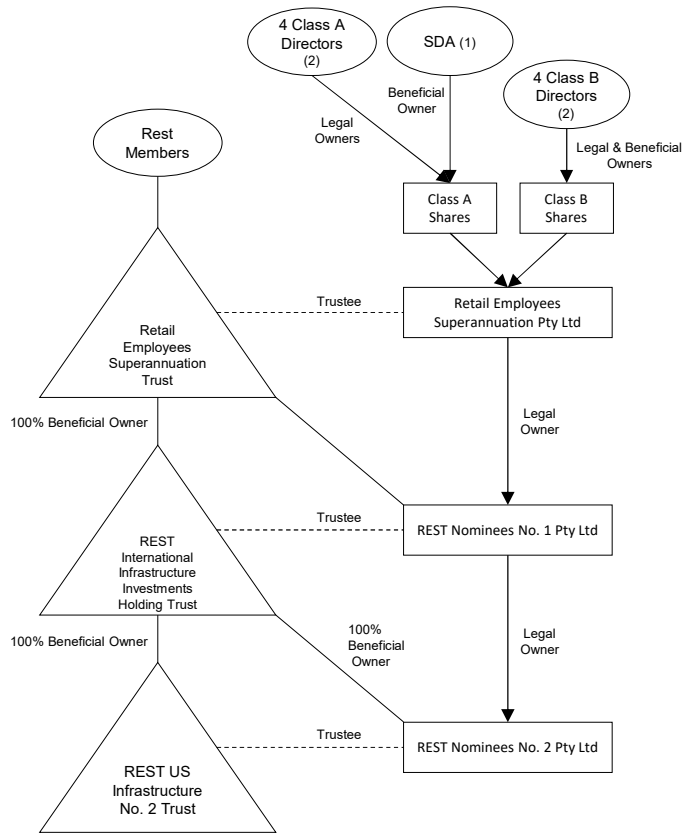 4 Class A
Directors
(2)
SDA (1)
4 Class B
Directors
(2)
Beneficial
Owner
Legal
Owners
Legal & Beneficial
Owners
Rest
Members
Class A
Shares
Class B
Shares
Trustee
Retail Employees
Superannuation Pty Ltd
Retail
Employees
Superannuation
Trust
100% Beneficial Owner
Legal
Owner
Trustee
REST Nominees No. 1 Pty Ltd
REST
International
Infrastructure
Investments
Holding Trust
100% Beneficial Owner
100%
Beneficial
Owner
Legal
Owner
Trustee
REST Nominees No. 2 Pty Ltd
REST US
Infrastructure
No. 2 Trust